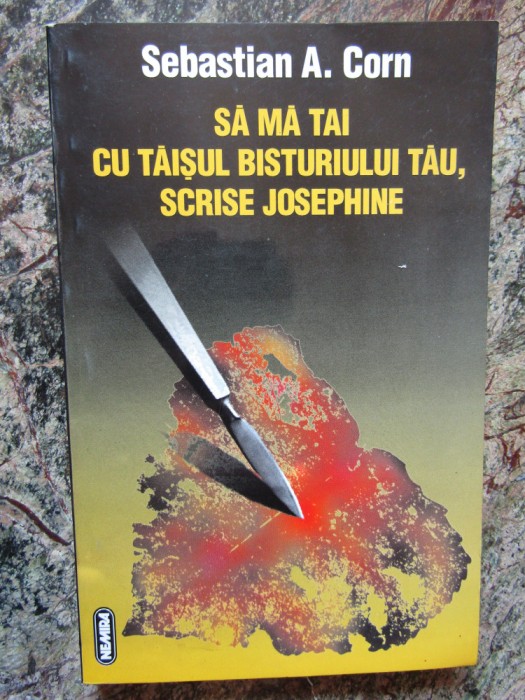 Sebastian A. Corn
SĂ MĂ TAI
CU TĂIȘUL BISTURIULUI TĂU,
SCRISE JOSEPHINE
NEMIRA